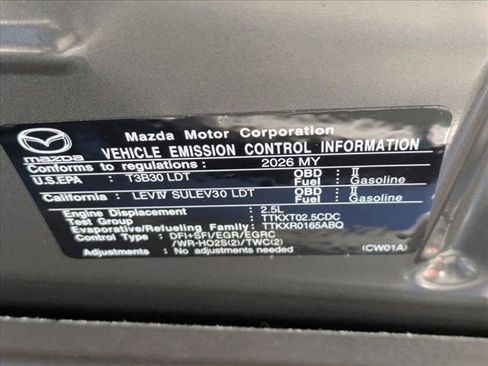 Mazda Motor Corporation
mazda
VEHICLE EMISSION CONTROL INFORMATION
Conforms to regulations : 2026 MY
U.S.EPA : T3B30 LDT OBD : II
Fuel : Gasoline
California : LEVIV SULEV30 LDT OBD : II
Fuel : Gasoline
Engine Displacement : 2.5L
Test Group : TTKXT02.5CDC
Evaporative/Refueling Family : TTKXR0165ABQ
Control Type : DFI+SFI/EGR/EGRC
/WR-HO2S(2)/TWC(2)
Adjustments : No adjustments needed (CW01A)